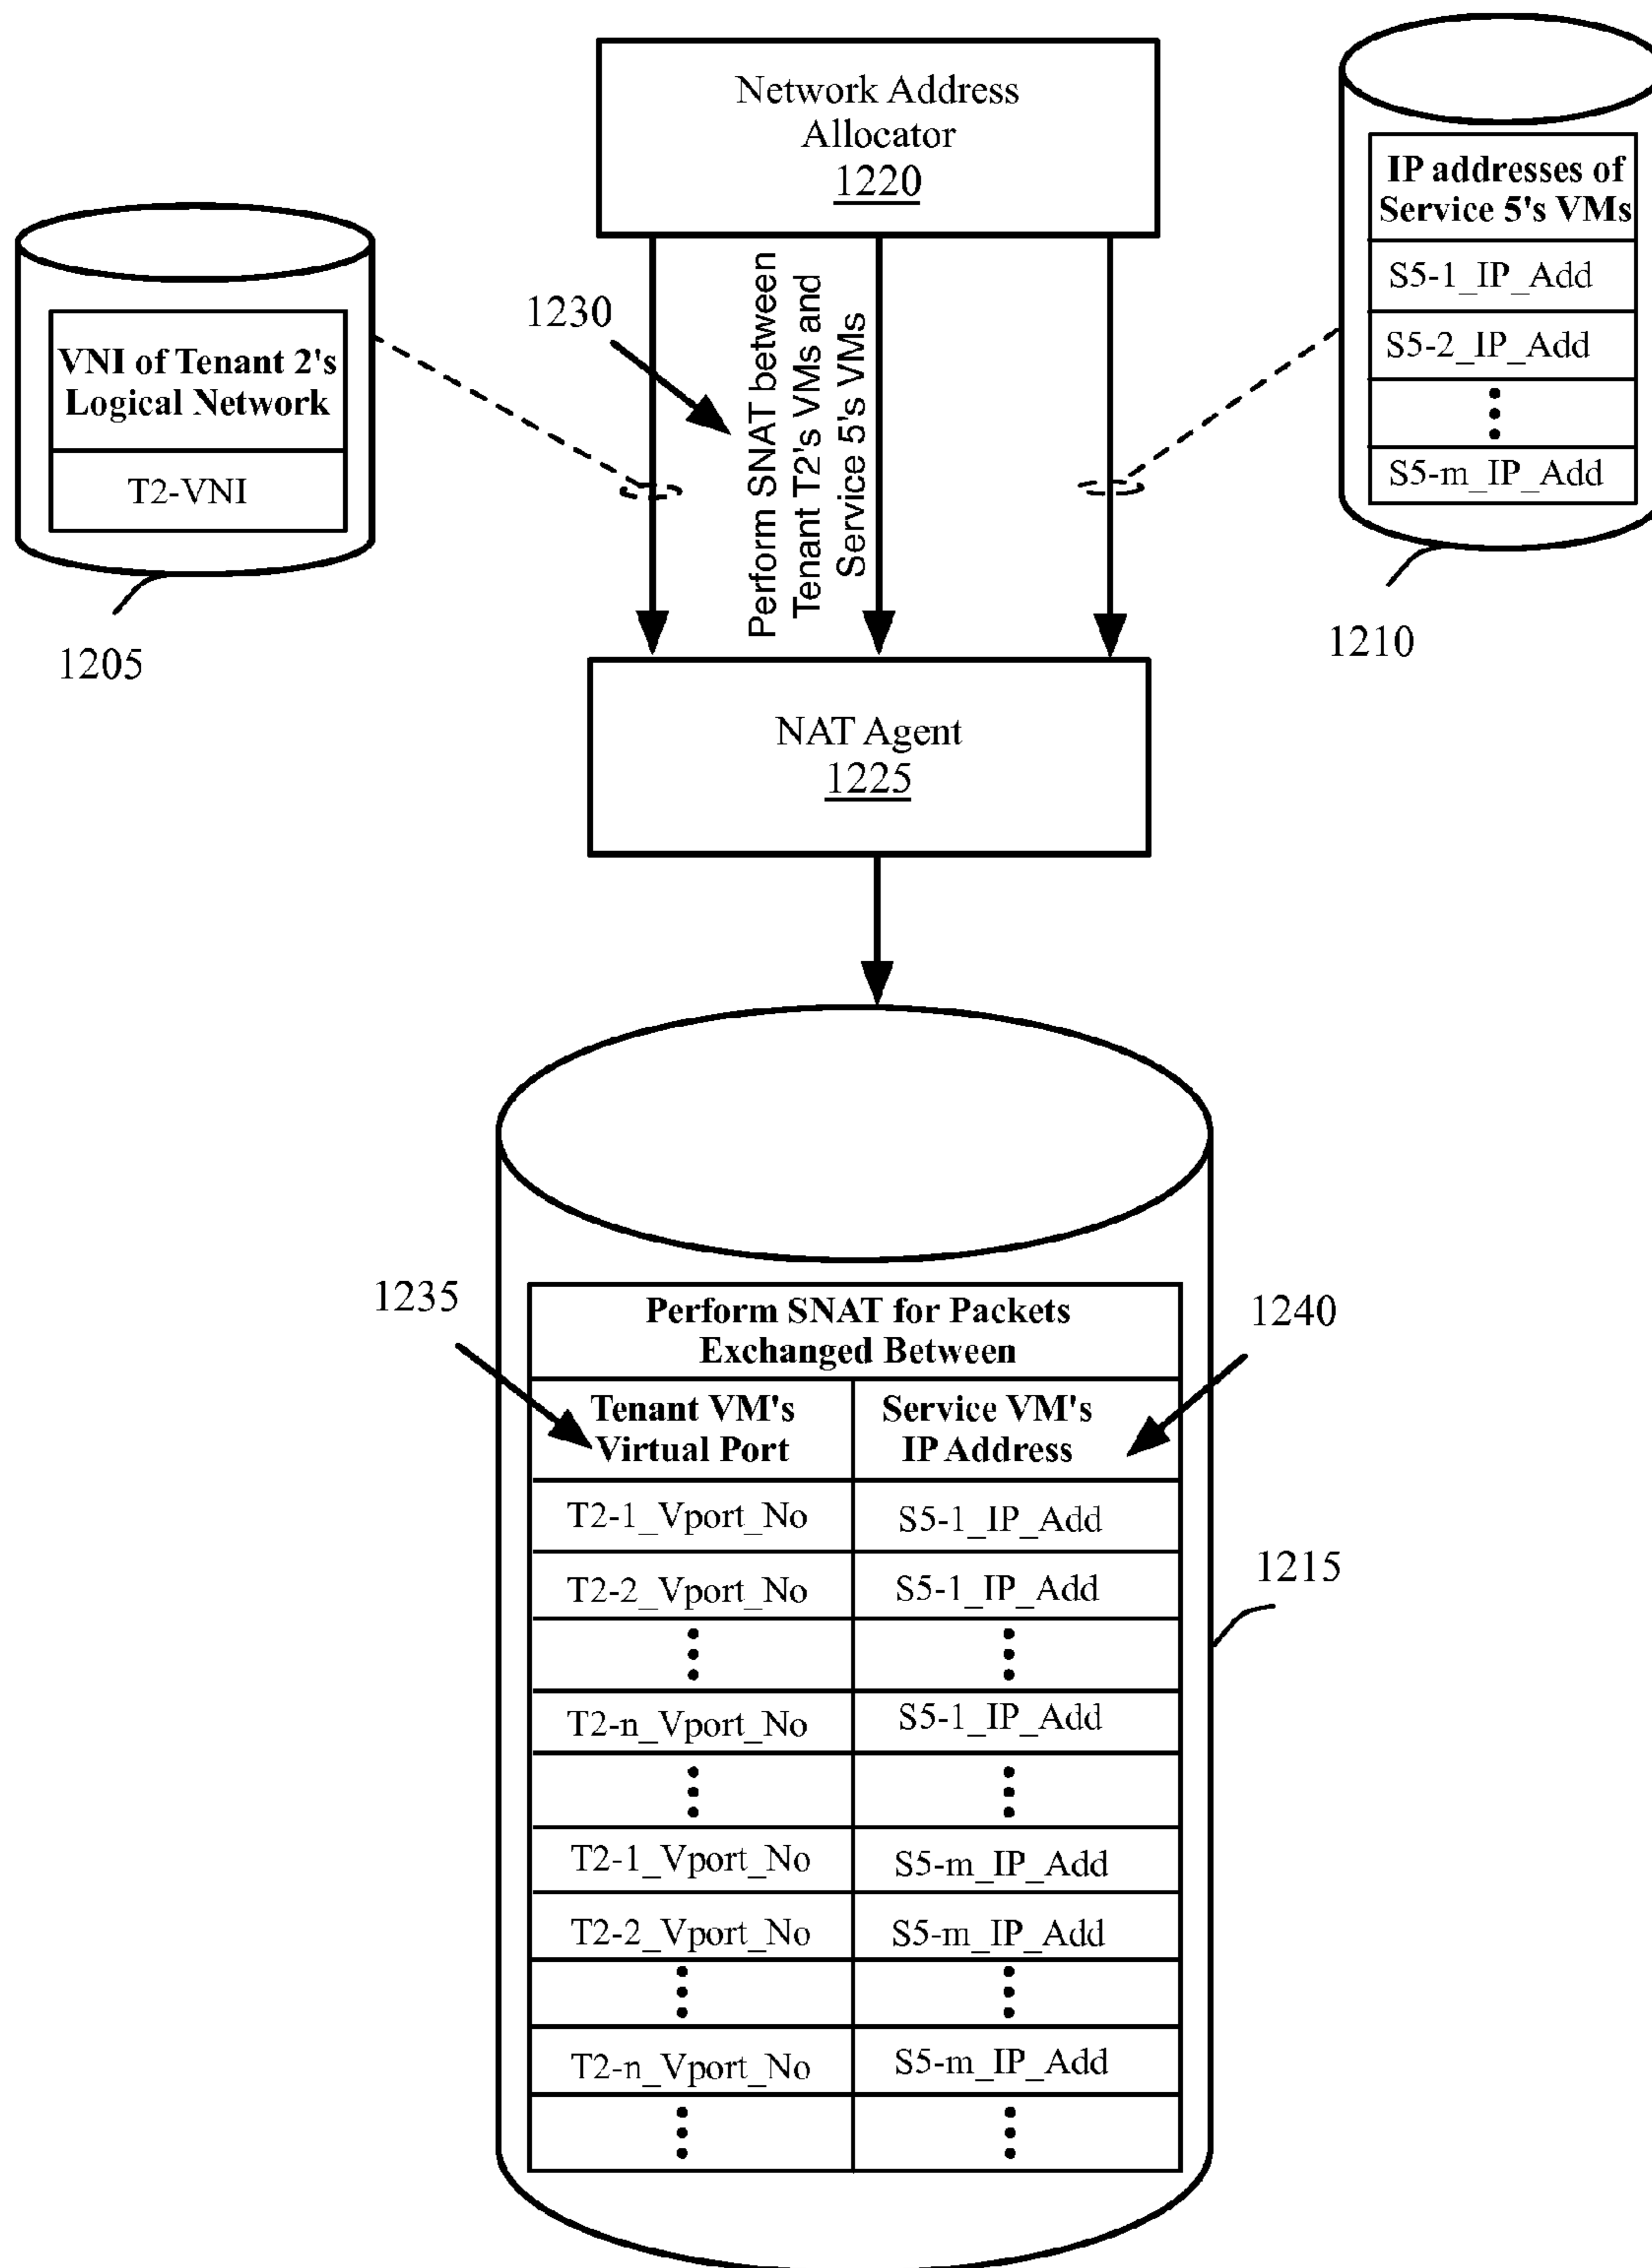 Network Address
Allocator
1220
IP addresses of
Service 5's VMs
S5-1_IP_Add
S5-2_IP_Add
S5-m_IP_Add
1210
VNI of Tenant 2's
Logical Network
T2-VNI
1205
1230
Perform SNAT between
Tenant T2's VMs and
Service 5's VMs
NAT Agent
1225
1235
1240
Perform SNAT for Packets
Exchanged Between
Tenant VM's
Virtual Port
Service VM's
IP Address
T2-1_Vport_No
S5-1_IP_Add
T2-2_Vport_No
S5-1_IP_Add
T2-n_Vport_No
S5-1_IP_Add
T2-1_Vport_No
S5-m_IP_Add
T2-2_Vport_No
S5-m_IP_Add
T2-n_Vport_No
S5-m_IP_Add
1215